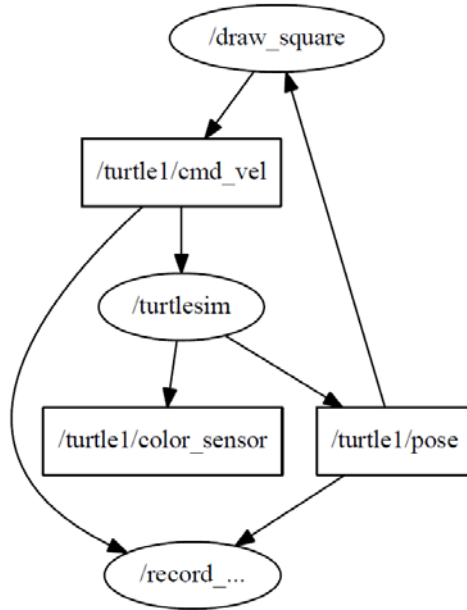 /draw_square
/turtle1/cmd_vel
/turtlesim
/turtle1/color_sensor
/turtle1/pose
/record_...